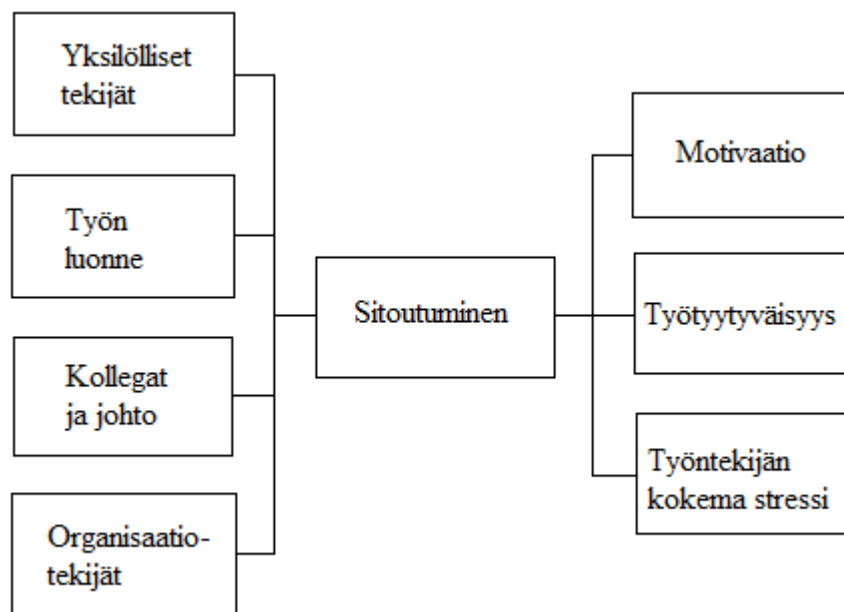 Yksilölliset
tekijät
Työn
luonne
Kollegat
ja johto
Organisaatio-
tekijät
Sitoutuminen
Motivaatio
Työtyytyväisyys
Työntekijän
kokema stressi